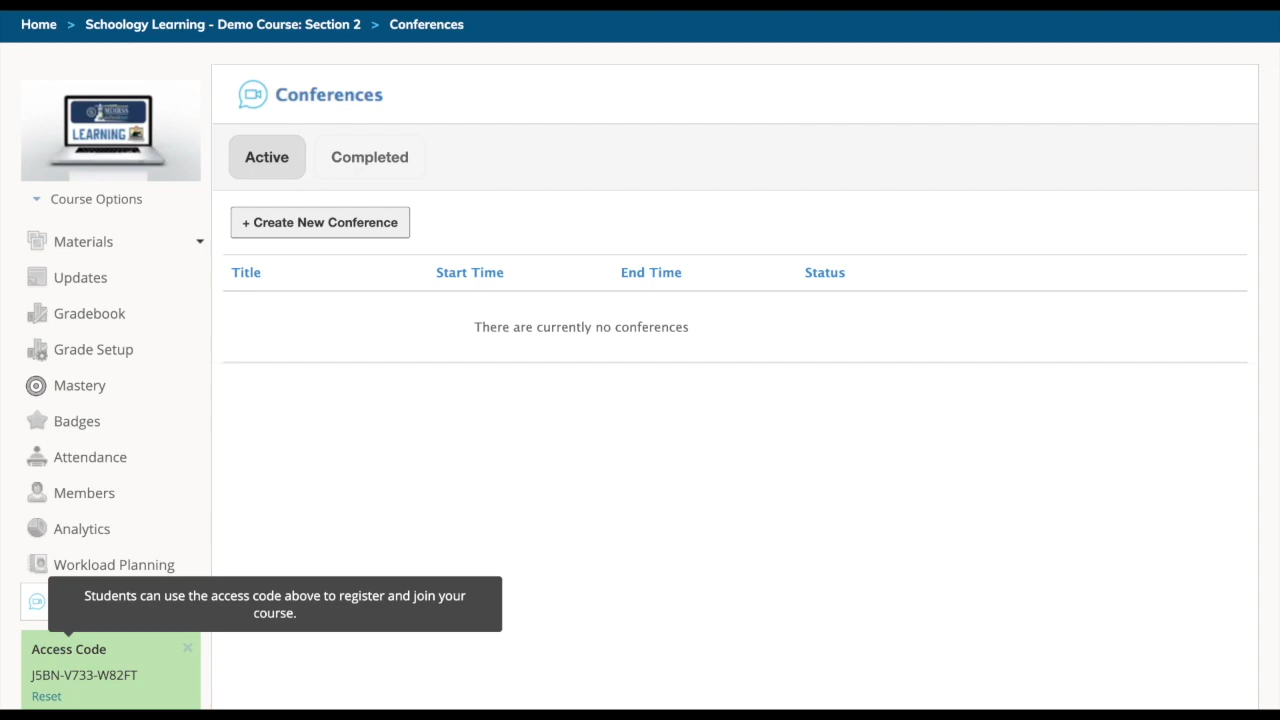 Home > Schoology Learning - Demo Course: Section 2 > Conferences
LEARNING
Conferences
Active
Completed
Course Options
+ Create New Conference
Materials
Title
Start Time
End Time
Status
Updates
Gradebook
There are currently no conferences
Grade Setup
Mastery
Badges
Attendance
Members
Analytics
Workload Planning
Students can use the access code above to register and join your
course.
Access Code
J5BN-V733-W82FT
Reset